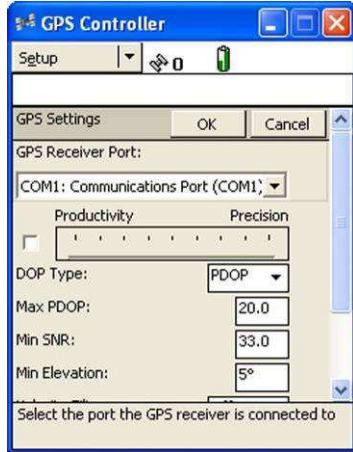 GPS Controller
Setup 0
GPS Settings OK Cancel
GPS Receiver Port:
COM1: Communications Port (COM1)
Productivity Precision
DOP Type: PDOP
Max PDOP: 20.0
Min SNR: 33.0
Min Elevation: 5°
Select the port the GPS receiver is connected to